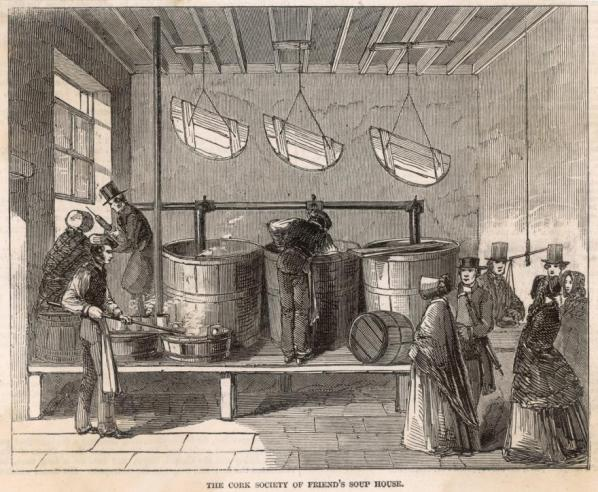 THE CORK SOCIETY OF FRIEND'S SOUP HOUSE.